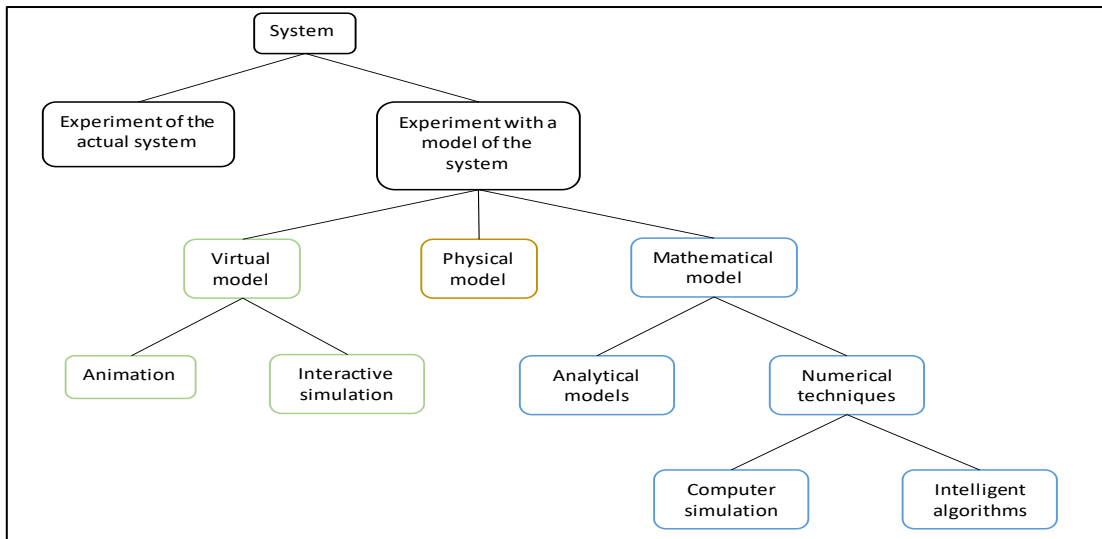 System
Experiment of the
actual system
Experiment with a
model of the
system
Virtual
model
Physical
model
Mathematical
model
Animation
Interactive
simulation
Analytical
models
Numerical
techniques
Computer
simulation
Intelligent
algorithms